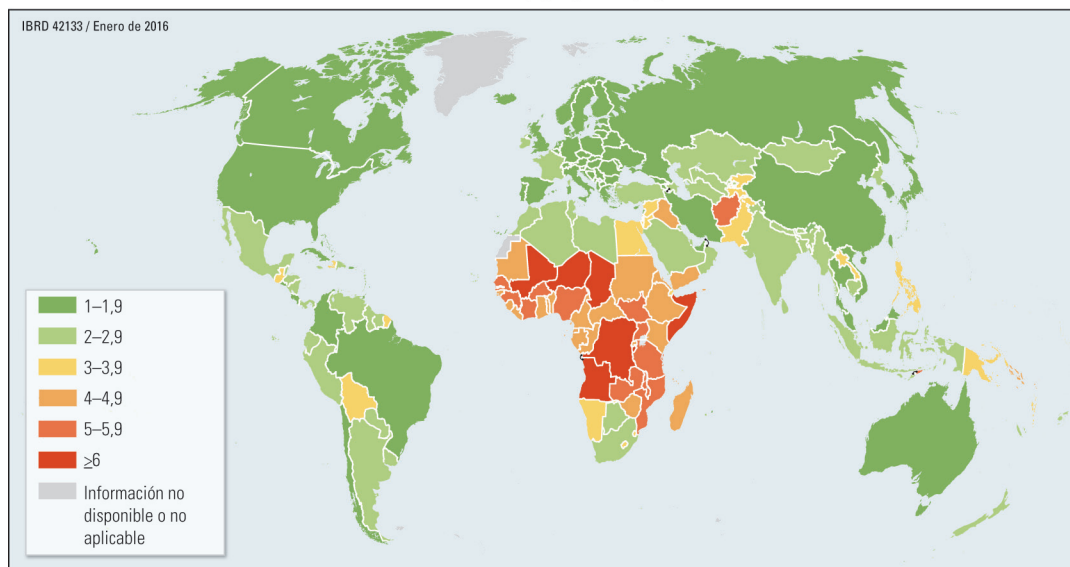 IBRD 42133 / Enero de 2016
1–1,9
2–2,9
3–3,9
4–4,9
5–5,9
≥6
Información no
disponible o no
aplicable